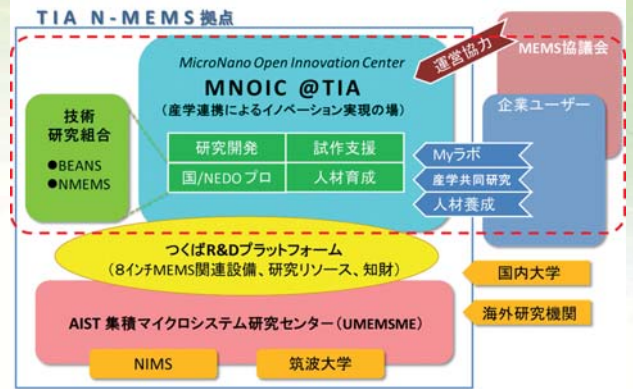 TIA N-MEMS拠点
MicroNano Open Innovation Center
MNOIC @TIA
(産学連携によるイノベーション実現の場)
運営協力
MEMS協議会
企業ユーザー
技術
研究組合
●BEANS
●NMEMS
研究開発
試作支援
国/NEDOプロ
人材育成
Myラボ
産学共同研究
人材養成
つくばR&Dプラットフォーム
(8インチMEMS関連設備、研究リソース、知財)
国内大学
海外研究機関
AIST 集積マイクロシステム研究センター(UMEMSME)
NIMS
筑波大学